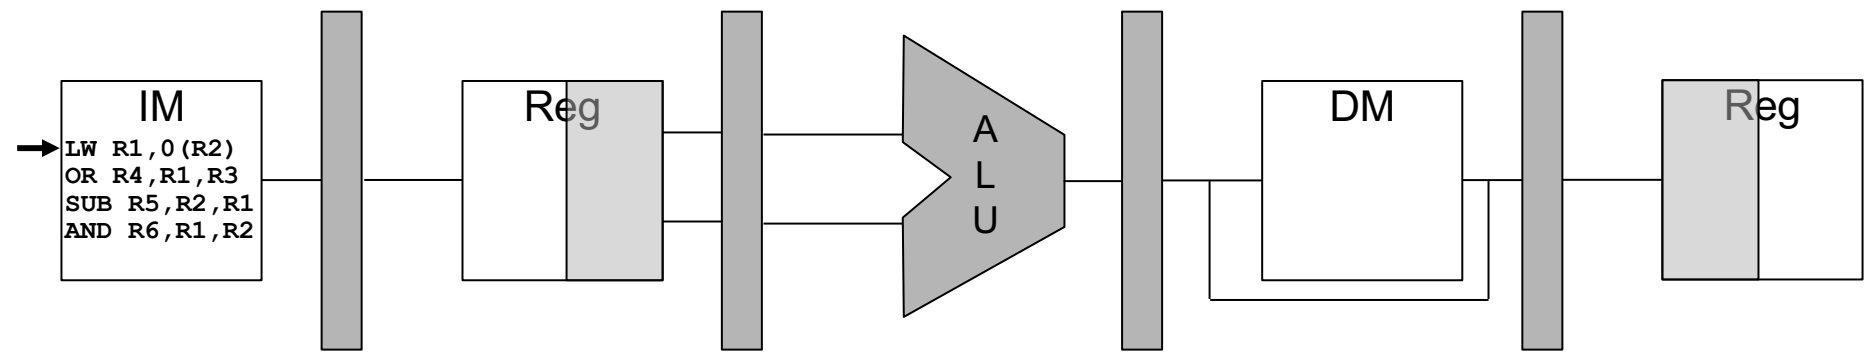 IM
LW R1,0(R2)
OR R4,R1,R3
SUB R5,R2,R1
AND R6,R1,R2
Reg
A
L
U
DM
Reg